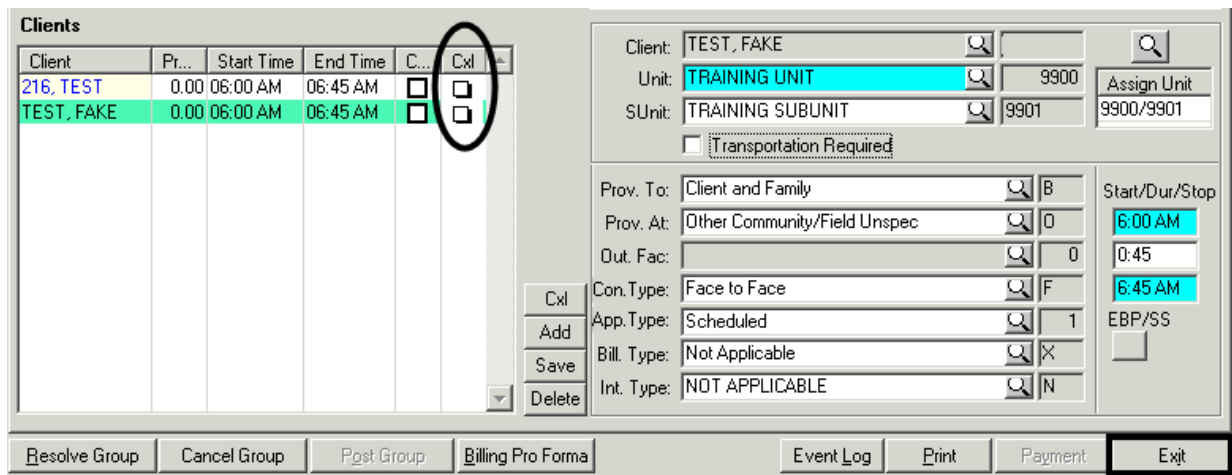 Clients
Client Pr... Start Time End Time C... Cxl
216, TEST 0.00 06:00 AM 06:45 AM
TEST, FAKE 0.00 06:00 AM 06:45 AM
Cxl
Add
Save
Delete
Client: TEST, FAKE
Unit: TRAINING UNIT 9900
SUnit: TRAINING SUBUNIT 9901
Transportation Required
Assign Unit
9900/9901
Prov. To: Client and Family B
Prov. At: Other Community/Field Unspec O
Out. Fac: 0
Con.Type: Face to Face F
App.Type: Scheduled 1
Bill. Type: Not Applicable X
Int. Type: NOT APPLICABLE N
Start/Dur/Stop
6:00 AM
0:45
6:45 AM
EBP/SS
Resolve Group Cancel Group Post Group Billing Pro Forma Event Log Print Payment Exit